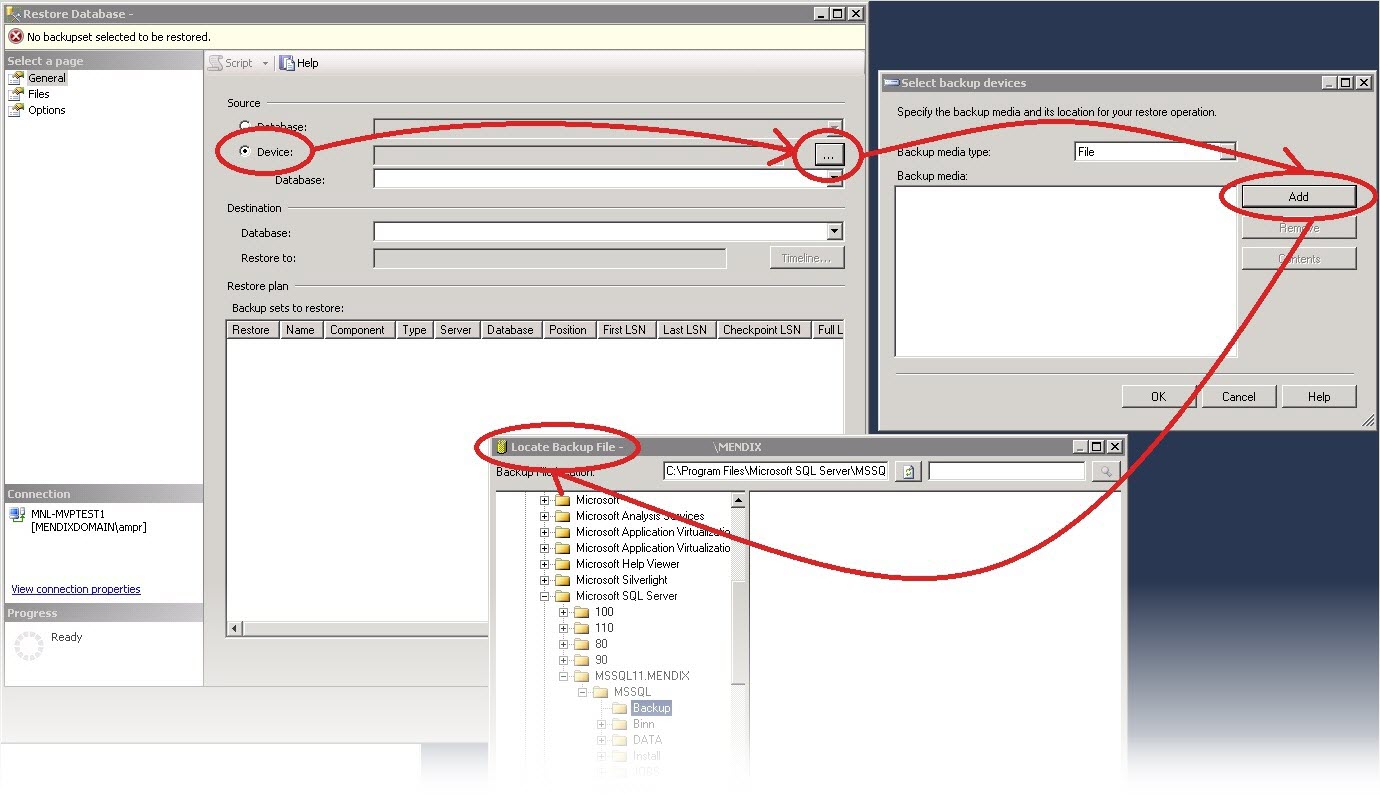 Restore Database -
No backupset selected to be restored.
Select a page
General
Files
Options
Script
Help
Source
Database:
Device:
...
Database:
Destination
Database:
Restore to:
Timeline...
Restore plan
Backup sets to restore:
Restore Name Component Type Server Database Position First LSN Last LSN Checkpoint LSN Full L
Connection
MNL-MVPTEST1
[MENDIXDOMAIN\ampr]
View connection properties
Progress
Ready
Select backup devices
Specify the backup media and its location for your restore operation.
Backup media type:
File
Backup media:
Add
Remove
Contents
OK Cancel Help
Locate Backup File - \MENDIX
Backup File location:
C:\Program Files\Microsoft SQL Server\MSSQ
Microsoft
Microsoft Analysis Services
Microsoft Application Virtualizatio
Microsoft Application Virtualizatio
Microsoft Help Viewer
Microsoft Silverlight
Microsoft SQL Server
100
110
80
90
MSSQL11.MENDIX
MSSQL
Backup
Binn
DATA
Install
JOBS